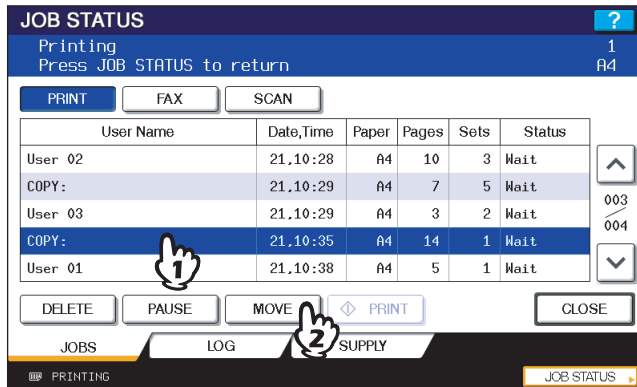 JOB STATUS ?
Printing 1
Press JOB STATUS to return A4
PRINT FAX SCAN
User Name Date,Time Paper Pages Sets Status
User 02 21,10:28 A4 10 3 Wait
COPY: 21,10:29 A4 7 5 Wait
User 03 21,10:29 A4 3 2 Wait
COPY: 21,10:35 A4 14 1 Wait
User 01 21,10:38 A4 5 1 Wait
003
004
1
DELETE PAUSE MOVE PRINT CLOSE
2
JOBS LOG SUPPLY
PRINTING JOB STATUS